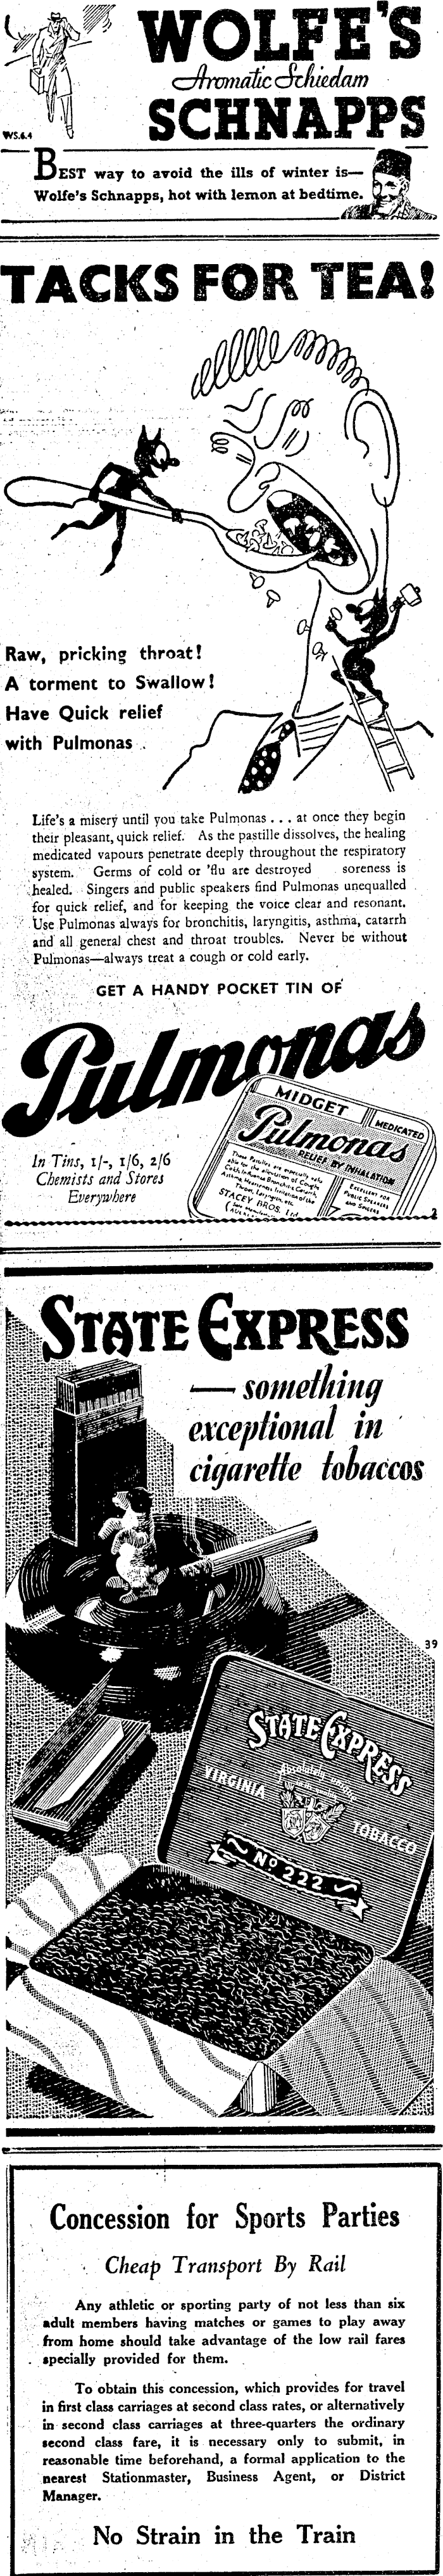 WOLFE'S
Aromatic Schiedam
SCHNAPPS
WS.6.4
BEST way to avoid the ills of winter is—
Wolfe's Schnapps, hot with lemon at bedtime.
TACKS FOR TEA!
Raw, pricking throat!
A torment to Swallow!
Have Quick relief
with Pulmonas
Life's a misery until you take Pulmonas . . . at once they begin
their pleasant, quick relief. As the pastille dissolves, the healing
medicated vapours penetrate deeply throughout the respiratory
system. Germs of cold or 'flu are destroyed soreness is
healed. Singers and public speakers find Pulmonas unequalled
for quick relief, and for keeping the voice clear and resonant.
Use Pulmonas always for bronchitis, laryngitis, asthma, catarrh
and all general chest and throat troubles. Never be without
Pulmonas—always treat a cough or cold early.
GET A HANDY POCKET TIN OF
Pulmonas
MIDGET
MEDICATED
Pulmonas
RELIEF BY INHALATION
EXCELLENT FOR
PUBLIC SPEAKERS
AND SINGERS
STACEY BROS. Ltd.
In Tins, 1/-, 1/6, 2/6
Chemists and Stores
Everywhere
2
STATE EXPRESS
— something
exceptional in
cigarette tobaccos
39
STATE EXPRESS
VIRGINIA
TOBACCO
Nº 222
Concession for Sports Parties
Cheap Transport By Rail
Any athletic or sporting party of not less than six
adult members having matches or games to play away
from home should take advantage of the low rail fares
specially provided for them.
To obtain this concession, which provides for travel
in first class carriages at second class rates, or alternatively
in second class carriages at three-quarters the ordinary
second class fare, it is necessary only to submit, in
reasonable time beforehand, a formal application to the
nearest Stationmaster, Business Agent, or District
Manager.
No Strain in the Train